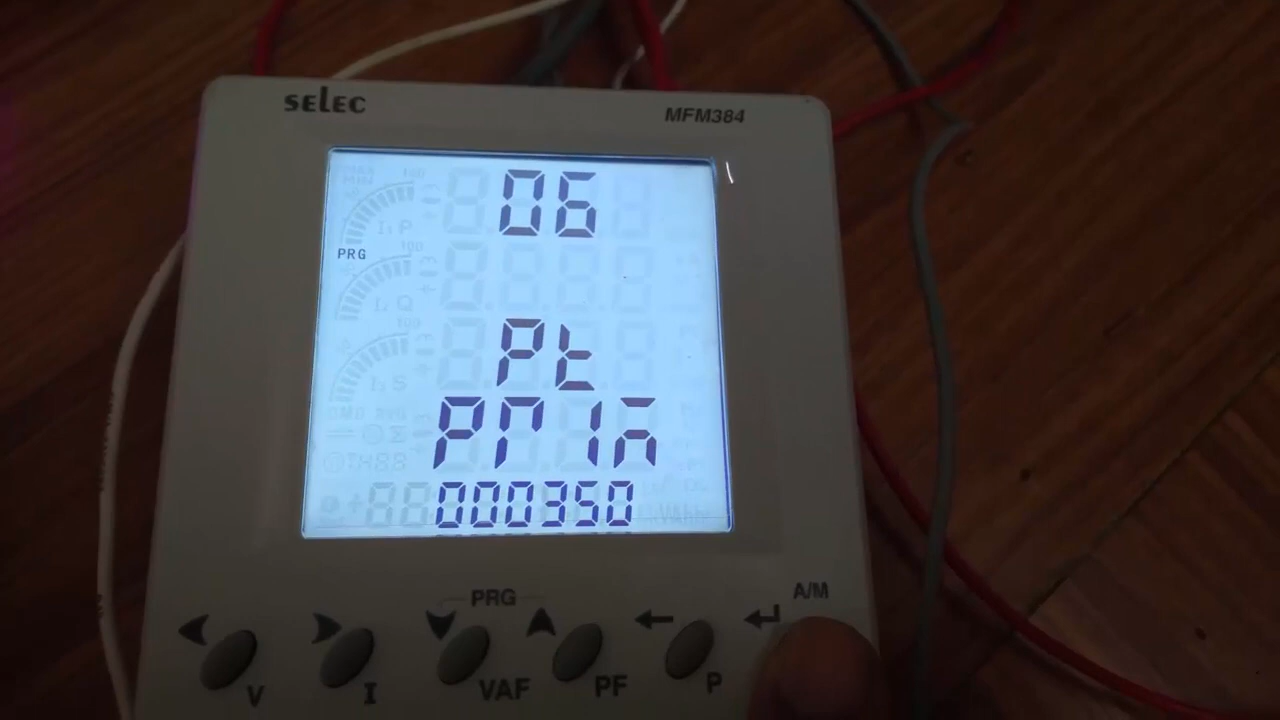 SELEC MFM384
06
PRG
Pt
PrIn
000350
PRG A/M
V I VAF PF P